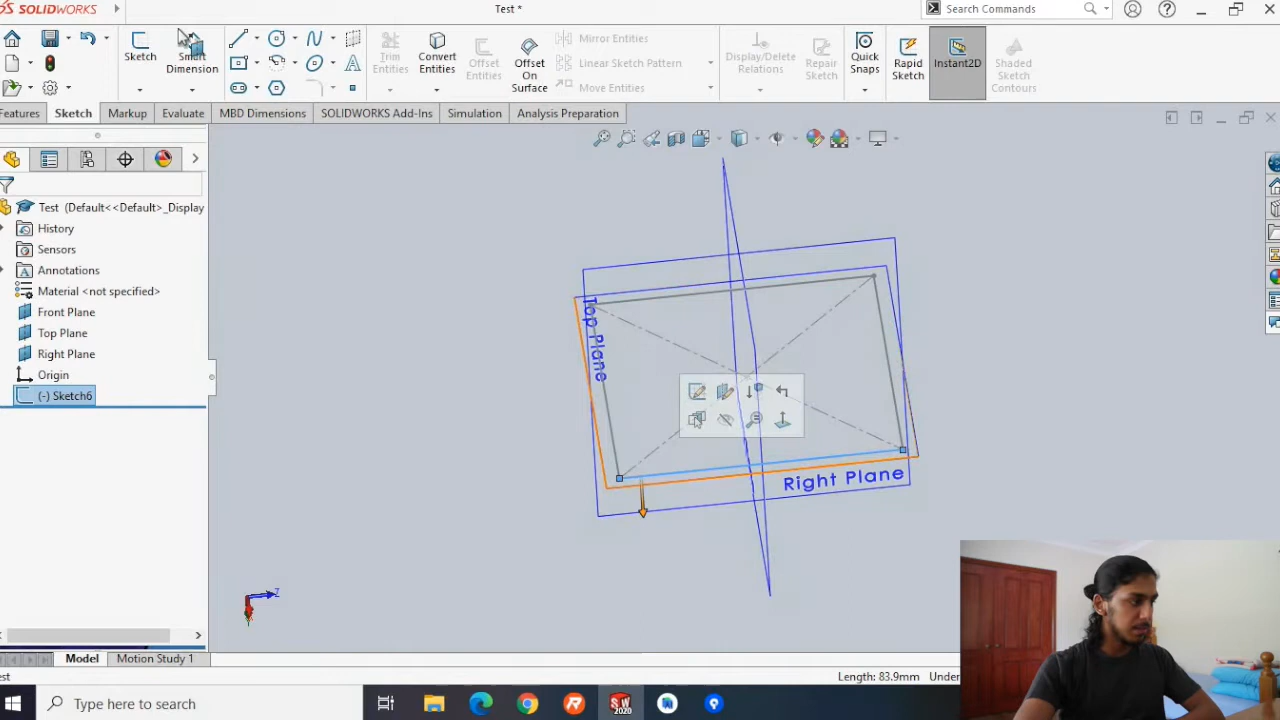 SOLIDWORKS
Test *
Search Commands
Sketch
Smart Dimension
Trim Entities
Convert Entities
Offset Entities
Offset On Surface
Mirror Entities
Linear Sketch Pattern
Move Entities
Display/Delete Relations
Repair Sketch
Quick Snaps
Rapid Sketch
Instant2D
Shaded Sketch Contours
Features
Sketch
Markup
Evaluate
MBD Dimensions
SOLIDWORKS Add-Ins
Simulation
Analysis Preparation
Test (Default<<Default>_Display
History
Sensors
Annotations
Material <not specified>
Front Plane
Top Plane
Right Plane
Origin
(-) Sketch6
Top Plane
Right Plane
Z
Model
Motion Study 1
est
Length: 83.9mm
Under
Type here to search
SW
2020